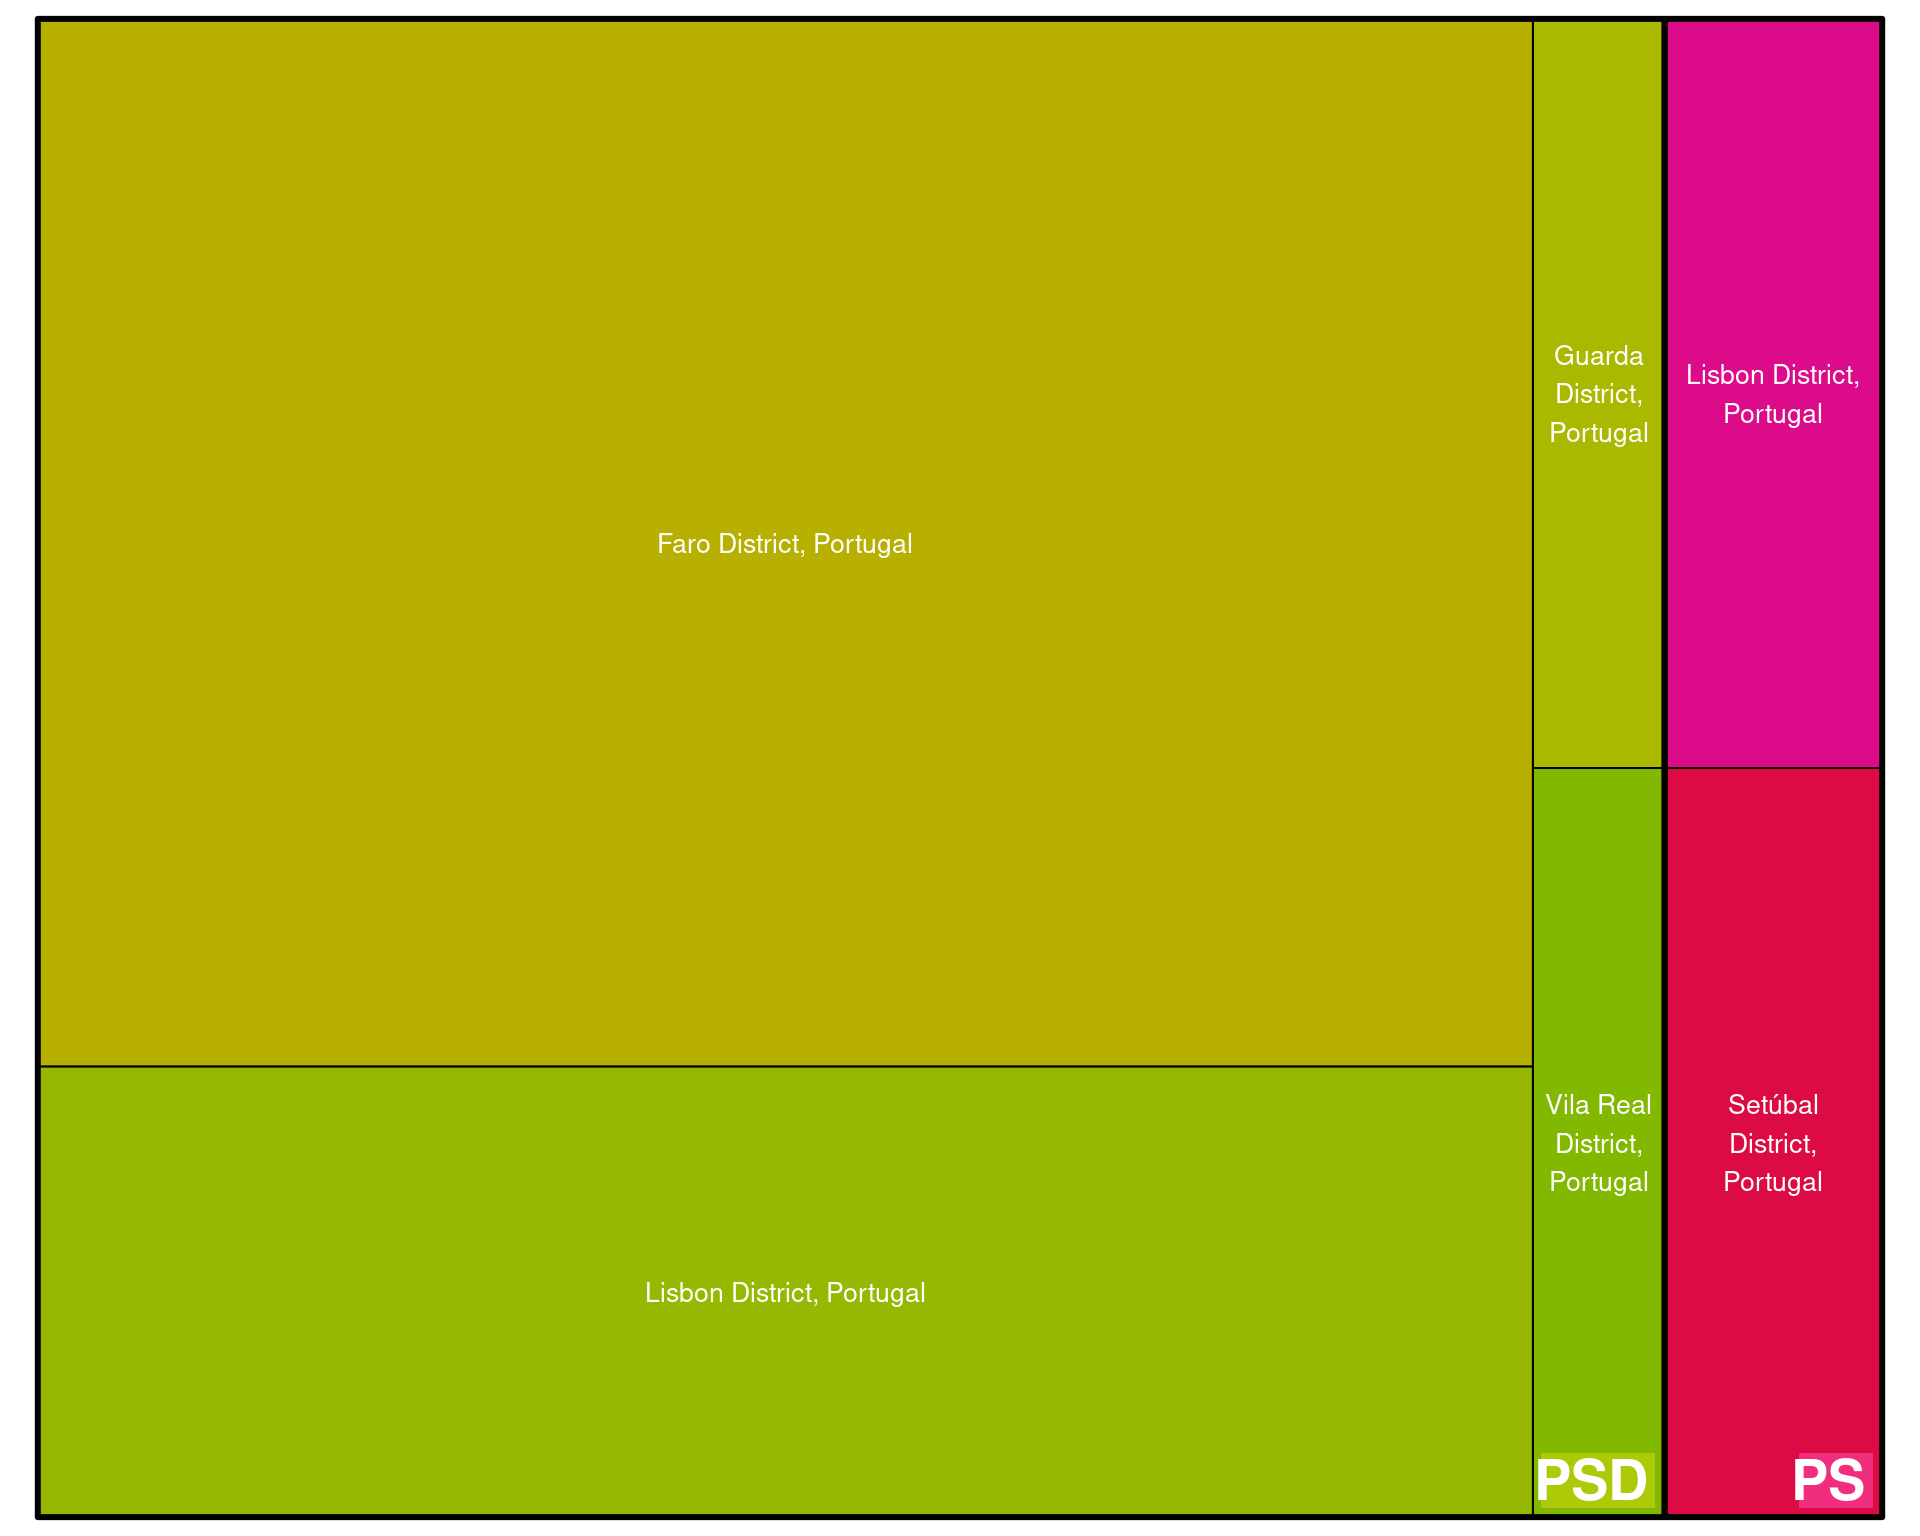 Faro District, Portugal
Lisbon District, Portugal
Guarda
District,
Portugal
Vila Real
District,
Portugal
PSD
Lisbon District,
Portugal
Setúbal
District,
Portugal
PS